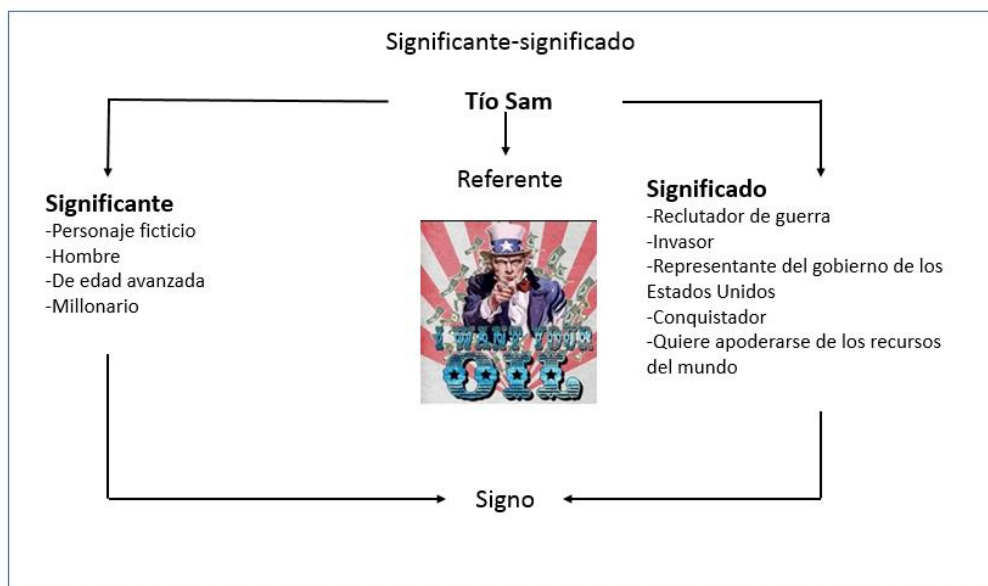 Significante-significado
Tío Sam
Referente
Significante
-Personaje ficticio
-Hombre
-De edad avanzada
-Millonario
I WANT YOUR
OIL
Significado
-Reclutador de guerra
-Invasor
-Representante del gobierno de los
Estados Unidos
-Conquistador
-Quiere apoderarse de los recursos
del mundo
Signo